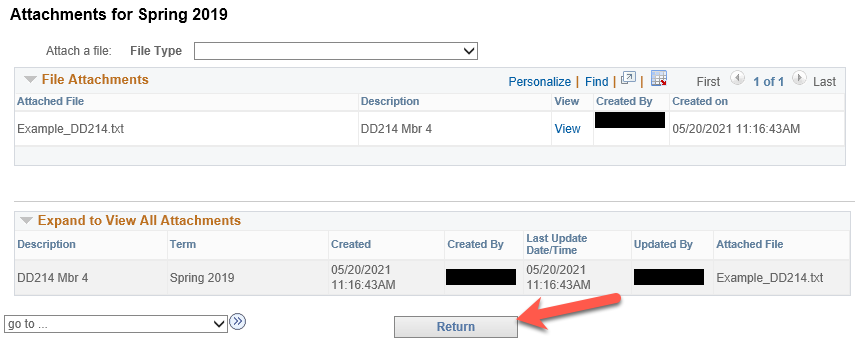 Attachments for Spring 2019
Attach a file: File Type
File Attachments Personalize | Find | | First 1 of 1 Last
Attached File Description View Created By Created on
Example_DD214.txt DD214 Mbr 4 View 05/20/2021 11:16:43AM
Expand to View All Attachments
Description Term Created Created By Last Update Date/Time Updated By Attached File
DD214 Mbr 4 Spring 2019 05/20/2021 11:16:43AM 05/20/2021 11:16:43AM Example_DD214.txt
go to ... Return